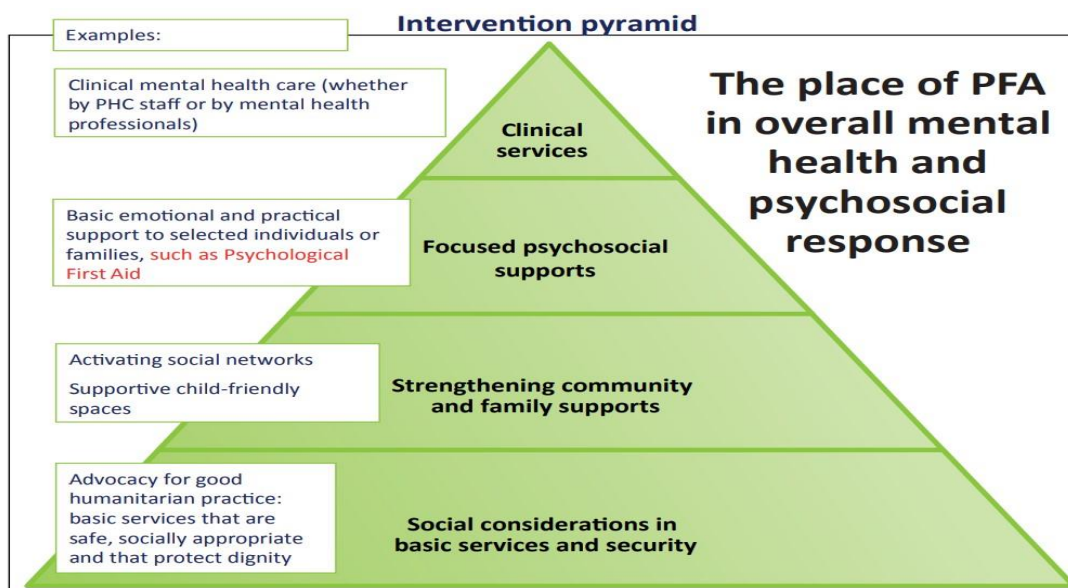 Intervention pyramid
Examples:
Clinical mental health care (whether
by PHC staff or by mental health
professionals)
Clinical
services
The place of PFA
in overall mental
health and
psychosocial
response
Basic emotional and practical
support to selected individuals or
families, such as Psychological
First Aid
Focused psychosocial
supports
Activating social networks
Supportive child-friendly
spaces
Strengthening community
and family supports
Advocacy for good
humanitarian practice:
basic services that are
safe, socially appropriate
and that protect dignity
Social considerations in
basic services and security